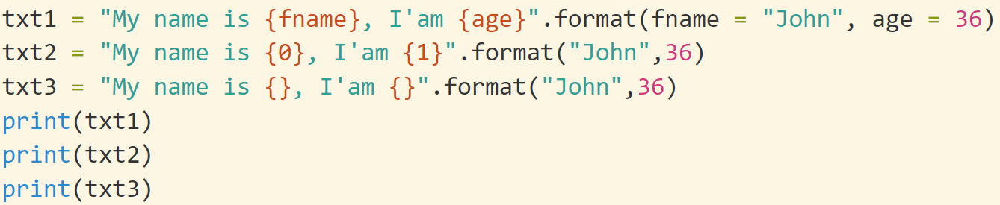 txt1 = "My name is {fname}, I'am {age}".format(fname = "John", age = 36)
txt2 = "My name is {0}, I'am {1}".format("John",36)
txt3 = "My name is {}, I'am {}".format("John",36)
print(txt1)
print(txt2)
print(txt3)